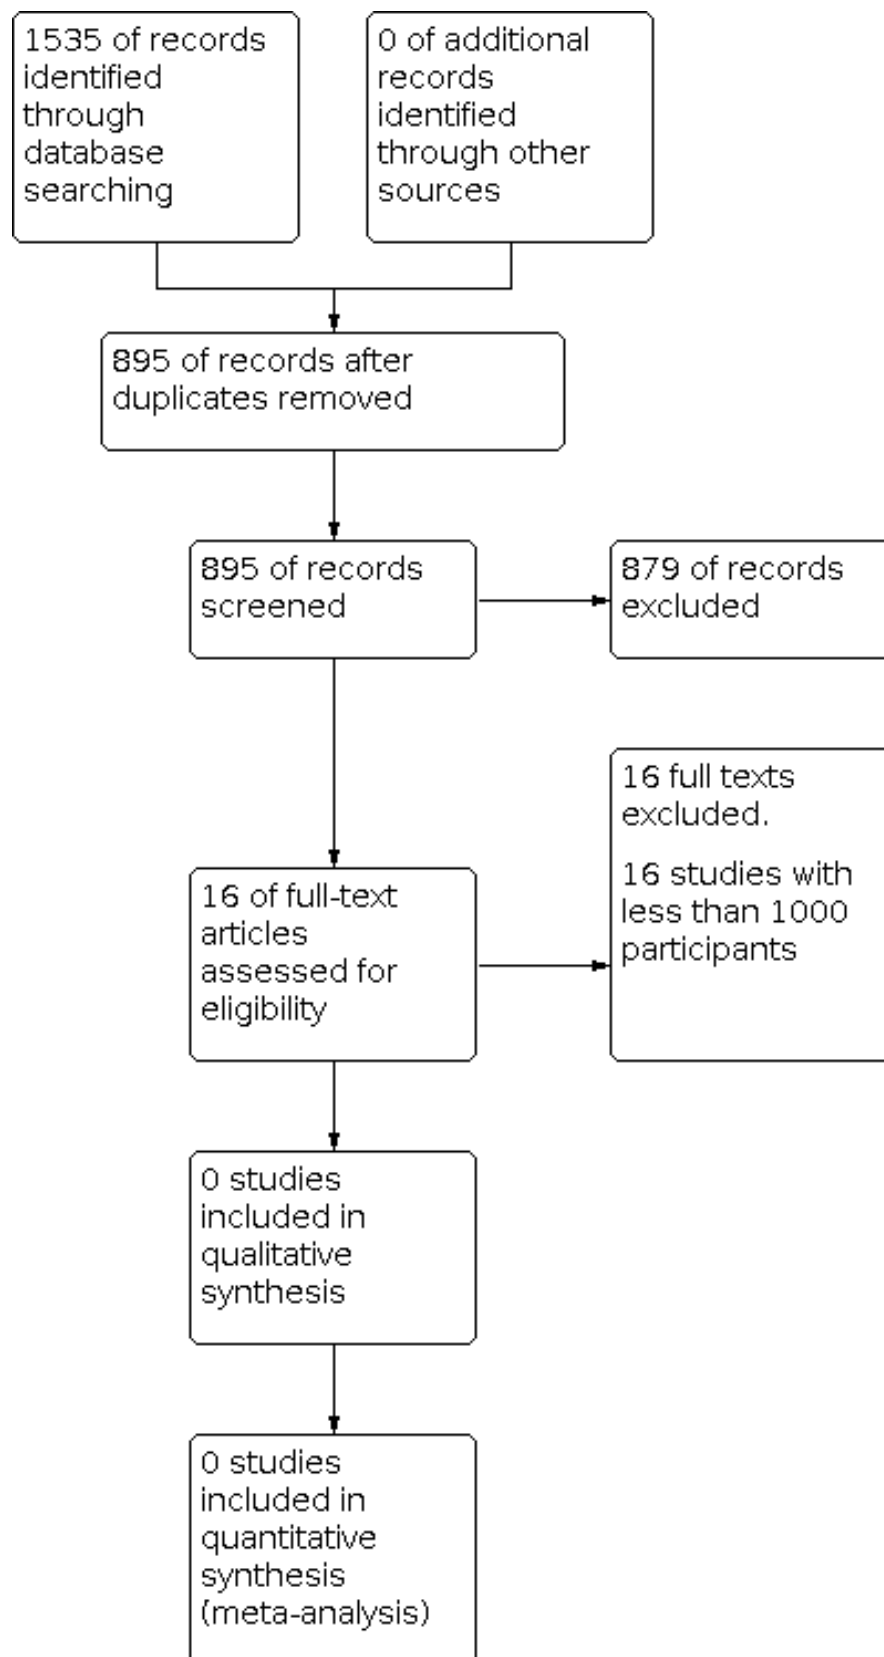 1535 of records
identified
through
database
searching
0 of additional
records
identified
through other
sources
895 of records after
duplicates removed
895 of records
screened
879 of records
excluded
16 of full-text
articles
assessed for
eligibility
16 full texts
excluded.
16 studies with
less than 1000
participants
0 studies
included in
qualitative
synthesis
0 studies
included in
quantitative
synthesis
(meta-analysis)